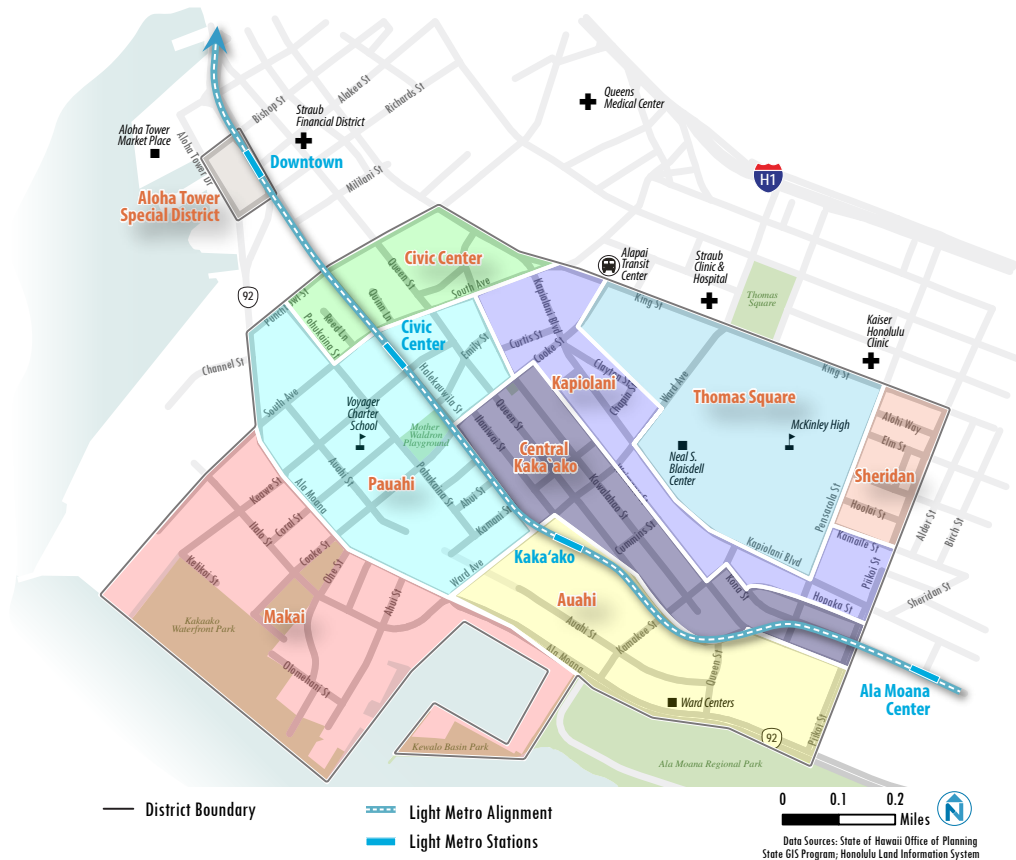 Bishop St
Alakea St
Richards St
Straub
Financial District
Queens
Medical Center
Aloha Tower
Market Place
Aloha Tower Dr
Downtown
Mililani St
H1
Aloha Tower
Special District
Civic Center
Queen St
South Ave
Alapai
Transit
Center
Straub
Clinic &
Hospital
Thomas
Square
Kaiser
Honolulu
Clinic
92
Quinn Ln
Reed Ln
Pohukaina St
Civic
Center
Emily St
Kapiolani Blvd
Curtis St
Cooke St
King St
King St
Channel St
Halekauwila St
Clayton St
Chapin St
Kapiolani
Ward Ave
Thomas Square
South Ave
Voyager
Charter
School
Mother
Waldron
Playground
Queen St
Ilaniwai St
Central
Kaka‘ako
McKinley High
Neal S.
Blaisdell
Center
Alohi Way
Elm St
Sheridan
Hoolai St
Pauahi
Auahi St
Ala Moana
Pohukaina St
Ahui St
Kamani St
Kawaiahao St
Cummins St
Pensacola St
Alder St
Birch St
Kuawe St
Hala St
Coral St
Cooke St
Ohe St
Ahui St
Kelikoi St
Kaka‘ako
Ward Ave
Kapiolani Blvd
Kamaile St
Piikoi St
Kona St
Hopaka St
Sheridan St
Makai
Kakaako
Waterfront Park
Olomehani St
Auahi
Auahi St
Kamakee St
Ala Moana
Queen St
Ala Moana
Center
Ward Centers
92
Piikoi St
Kewalo Basin Park
Ala Moana Regional Park
District Boundary
Light Metro Alignment
Light Metro Stations
0 0.1 0.2
Miles
N
Data Sources: State of Hawaii Office of Planning
State GIS Program; Honolulu Land Information System